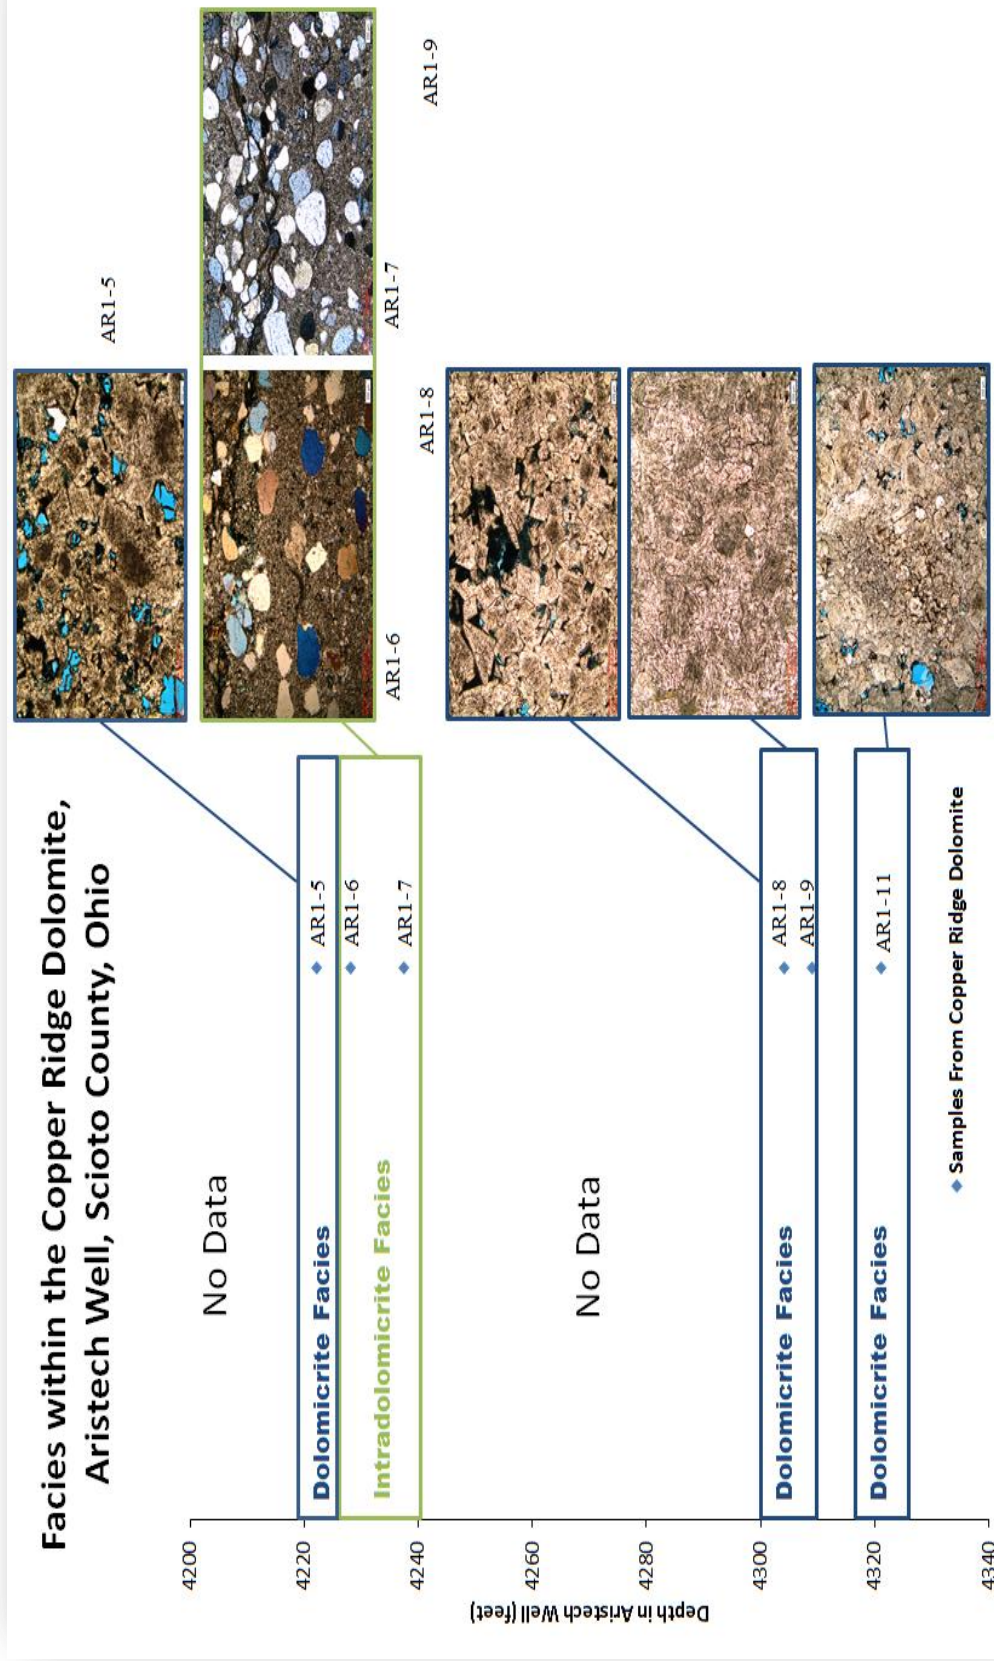 Facies within the Copper Ridge Dolomite,
Aristech Well, Scioto County, Ohio
Depth in Aristech Well (feet)
4200
4220
4240
4260
4280
4300
4320
4340
No Data
Dolomicrite Facies
AR1-5
Intradolomicrite Facies
AR1-6
AR1-7
No Data
Dolomicrite Facies
AR1-8
AR1-9
Dolomicrite Facies
AR1-11
Samples From Copper Ridge Dolomite
AR1-5
AR1-6
AR1-7
AR1-8
AR1-9